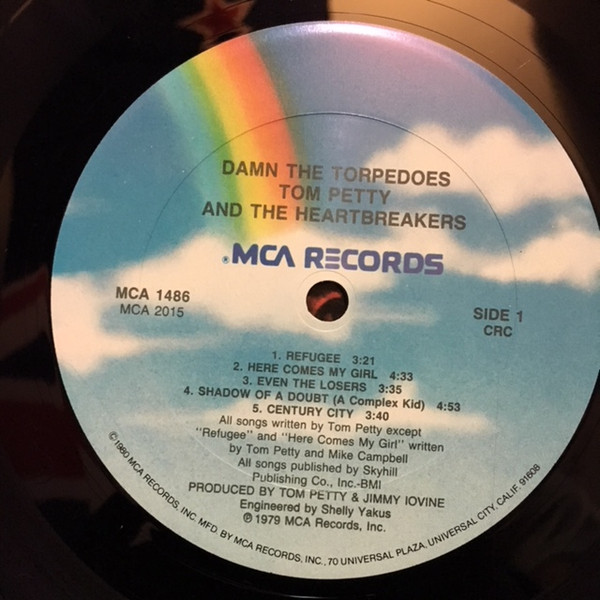 DAMN THE TORPEDOES
TOM PETTY
AND THE HEARTBREAKERS
®MCA RECORDS
MCA 1486
MCA 2015
SIDE 1
CRC
1. REFUGEE 3:21
2. HERE COMES MY GIRL 4:33
3. EVEN THE LOSERS 3:35
4. SHADOW OF A DOUBT (A Complex Kid) 4:53
5. CENTURY CITY 3:40
All songs written by Tom Petty except
"Refugee" and "Here Comes My Girl" written
by Tom Petty and Mike Campbell
All songs published by Skyhill
Publishing Co., Inc.-BMI
PRODUCED BY TOM PETTY & JIMMY IOVINE
Engineered by Shelly Yakus
℗ 1979 MCA Records, Inc.
©1980 MCA RECORDS, INC. MFD. BY MCA RECORDS, INC., 70 UNIVERSAL PLAZA, UNIVERSAL CITY, CALIF. 91608